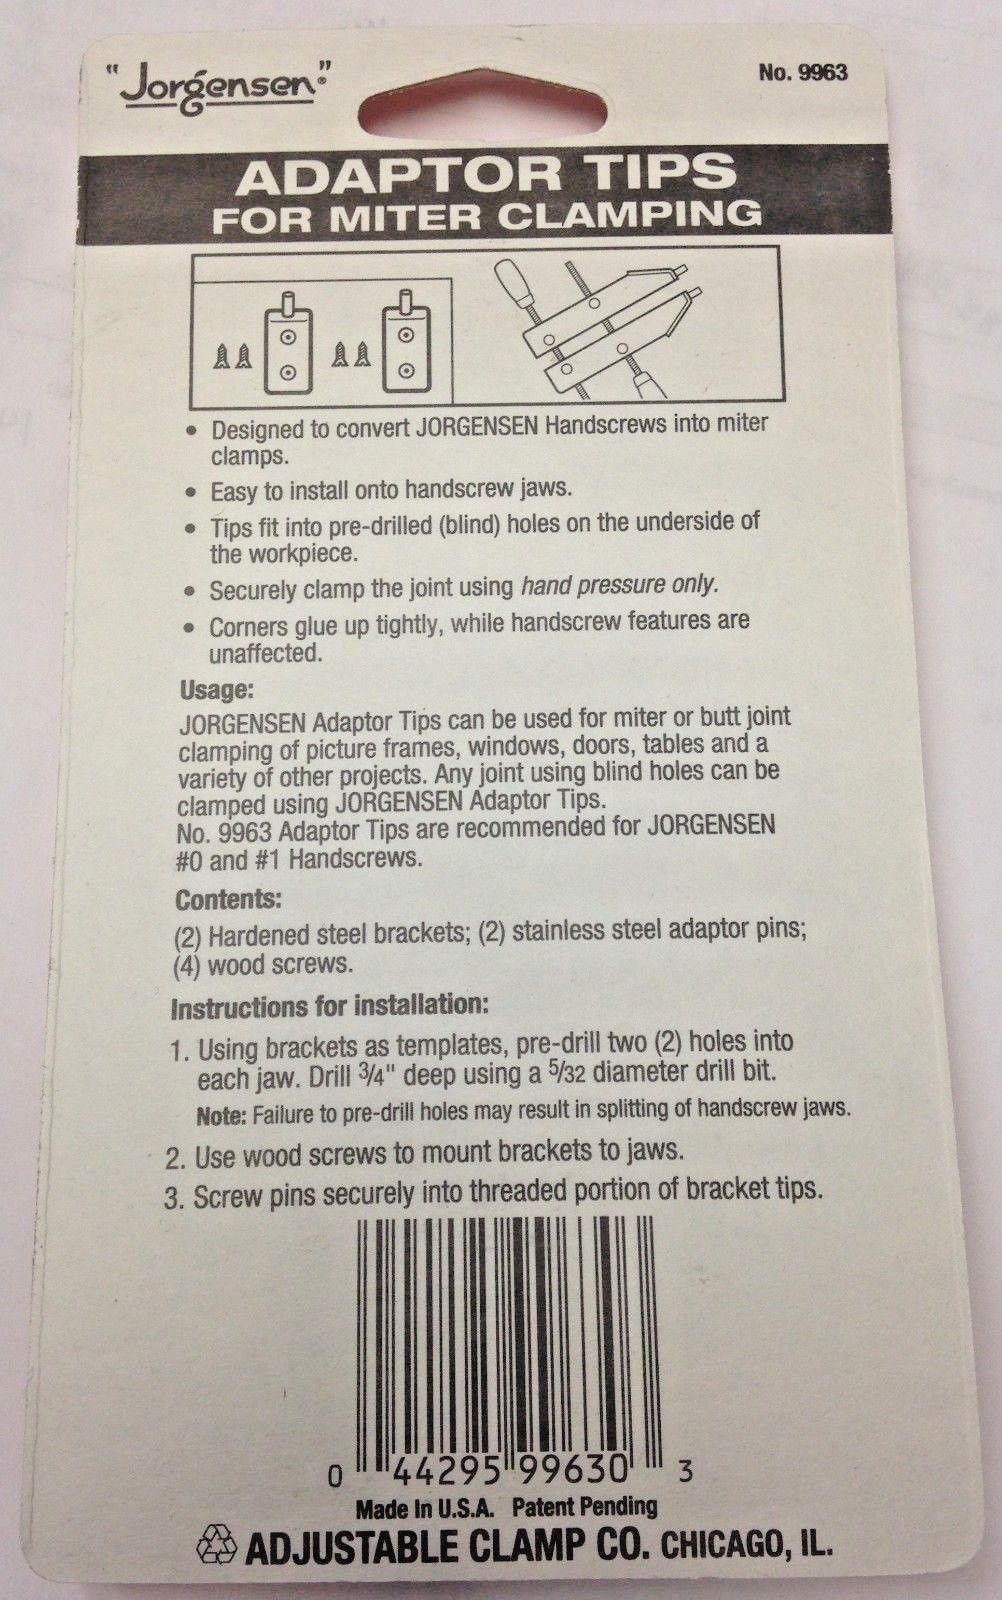 "Jorgensen®"
No. 9963
ADAPTOR TIPS
FOR MITER CLAMPING
• Designed to convert JORGENSEN Handscrews into miter
clamps.
• Easy to install onto handscrew jaws.
• Tips fit into pre-drilled (blind) holes on the underside of
the workpiece.
• Securely clamp the joint using hand pressure only.
• Corners glue up tightly, while handscrew features are
unaffected.
Usage:
JORGENSEN Adaptor Tips can be used for miter or butt joint
clamping of picture frames, windows, doors, tables and a
variety of other projects. Any joint using blind holes can be
clamped using JORGENSEN Adaptor Tips.
No. 9963 Adaptor Tips are recommended for JORGENSEN
#0 and #1 Handscrews.
Contents:
(2) Hardened steel brackets; (2) stainless steel adaptor pins;
(4) wood screws.
Instructions for installation:
1. Using brackets as templates, pre-drill two (2) holes into
each jaw. Drill 3/4" deep using a 5/32 diameter drill bit.
Note: Failure to pre-drill holes may result in splitting of handscrew jaws.
2. Use wood screws to mount brackets to jaws.
3. Screw pins securely into threaded portion of bracket tips.
0 44295 99630 3
Made In U.S.A. Patent Pending
ADJUSTABLE CLAMP CO. CHICAGO, IL.